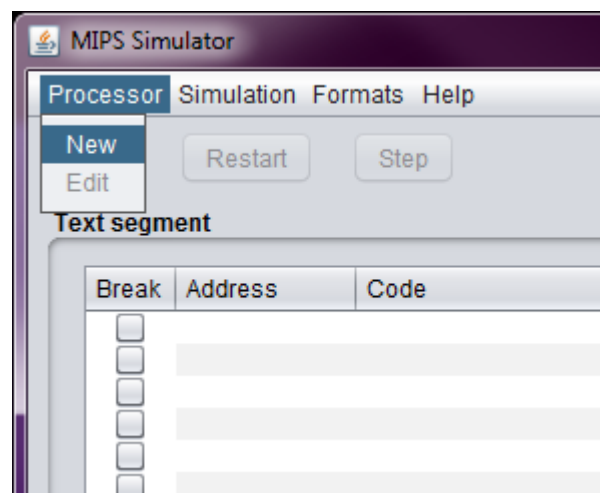 MIPS Simulator
Processor Simulation Formats Help
New
Restart Step
Edit
Text segment
Break Address Code